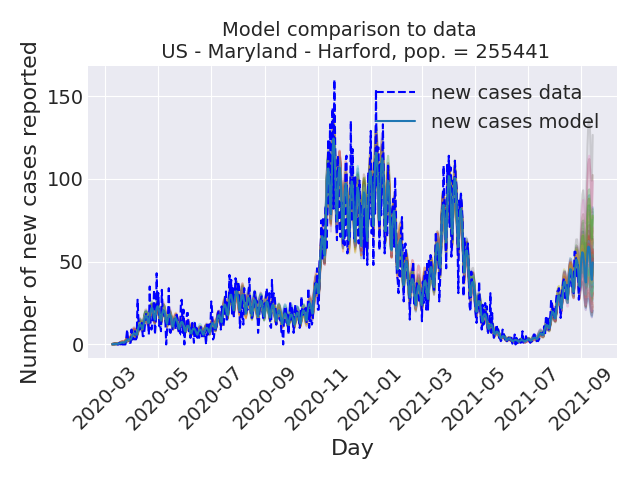 Model comparison to data
US - Maryland - Harford, pop. = 255441
Number of new cases reported
150
100
50
0
new cases data
new cases model
2020-03
2020-05
2020-07
2020-09
2020-11
2021-01
2021-03
2021-05
2021-07
2021-09
Day